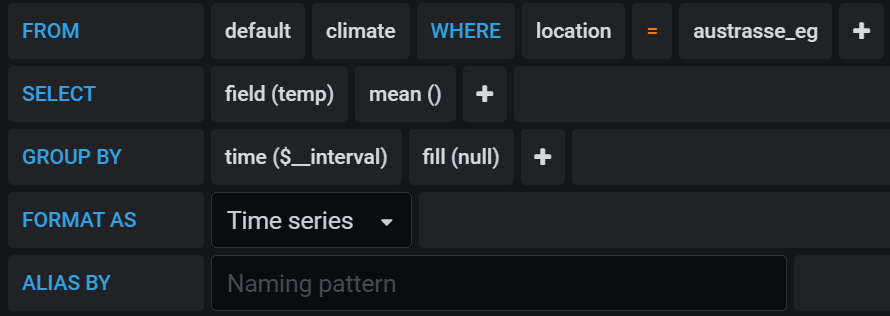 FROM default climate WHERE location = austrasse_eg +
SELECT field (temp) mean () +
GROUP BY time ($__interval) fill (null) +
FORMAT AS Time series
ALIAS BY Naming pattern